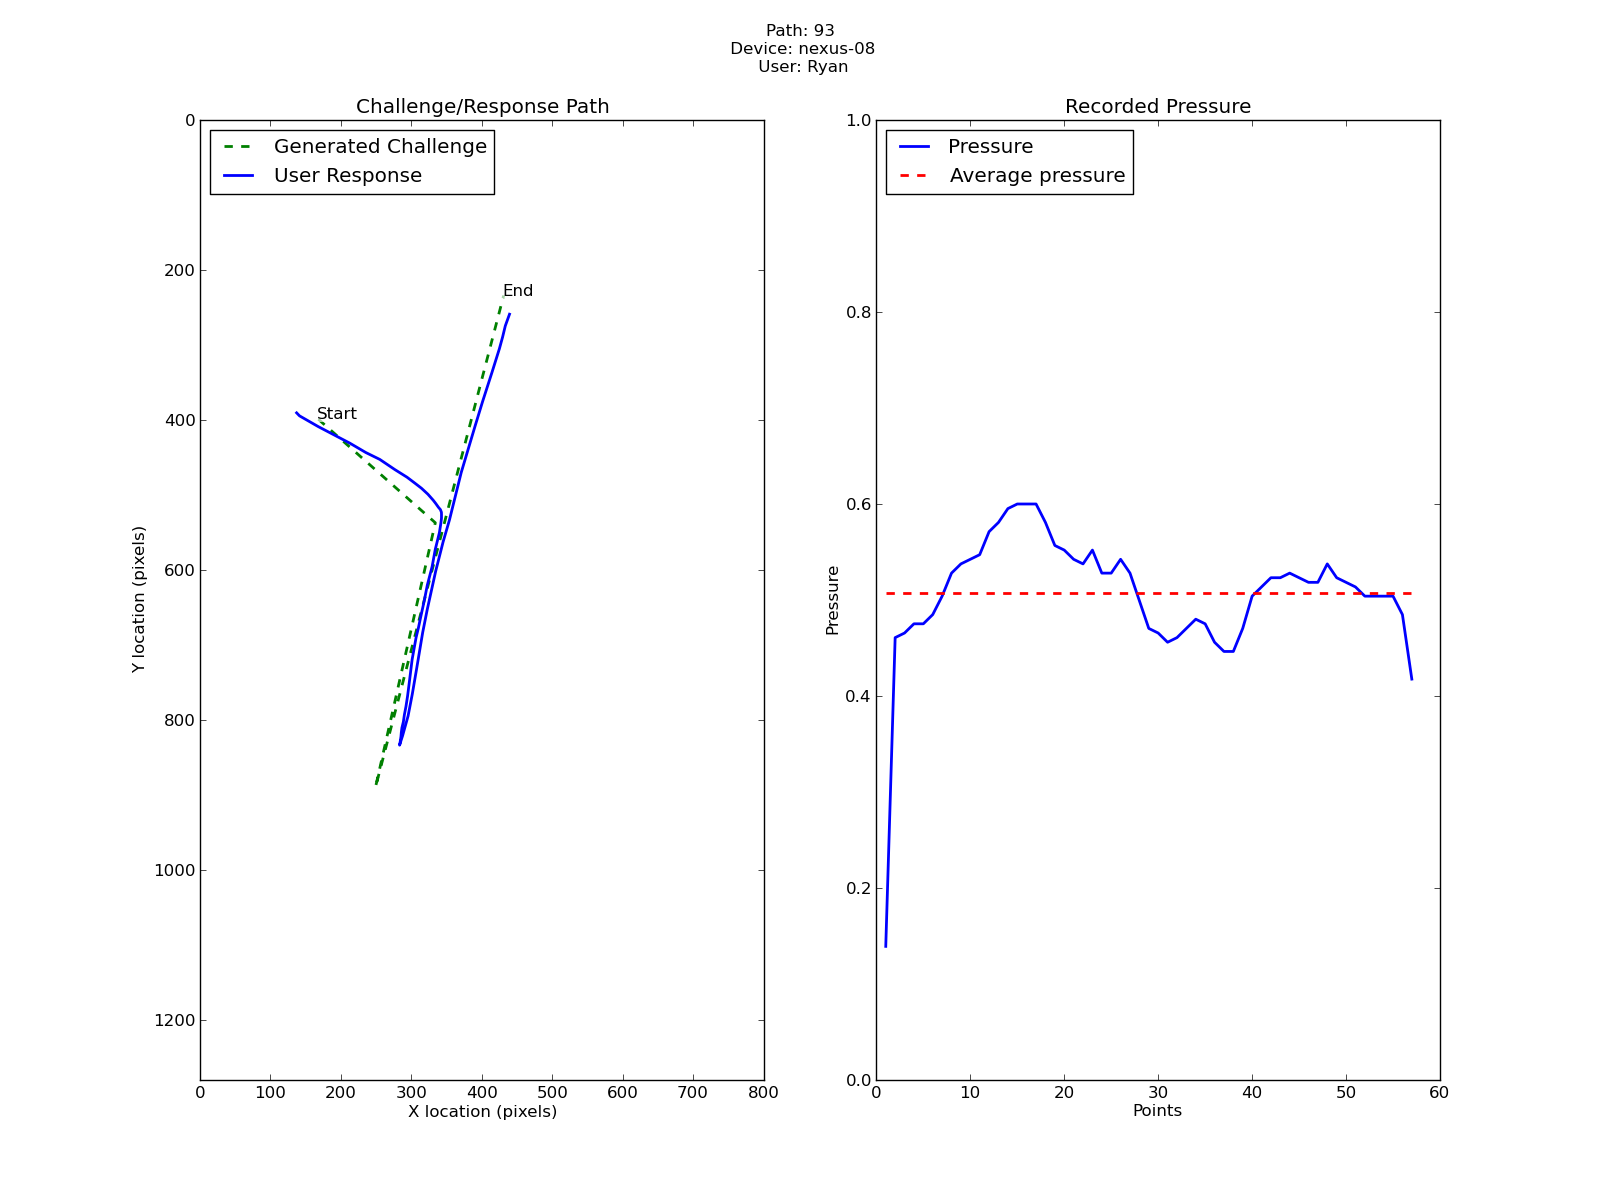 Path: 93
Device: nexus-08
User: Ryan
Challenge/Response Path
Generated Challenge
User Response
Start
End
0
200
400
600
800
1000
1200
Y location (pixels)
0 100 200 300 400 500 600 700 800
X location (pixels)
Recorded Pressure
Pressure
Average pressure
1.0
0.8
0.6
0.4
0.2
0.0
Pressure
0 10 20 30 40 50 60
Points